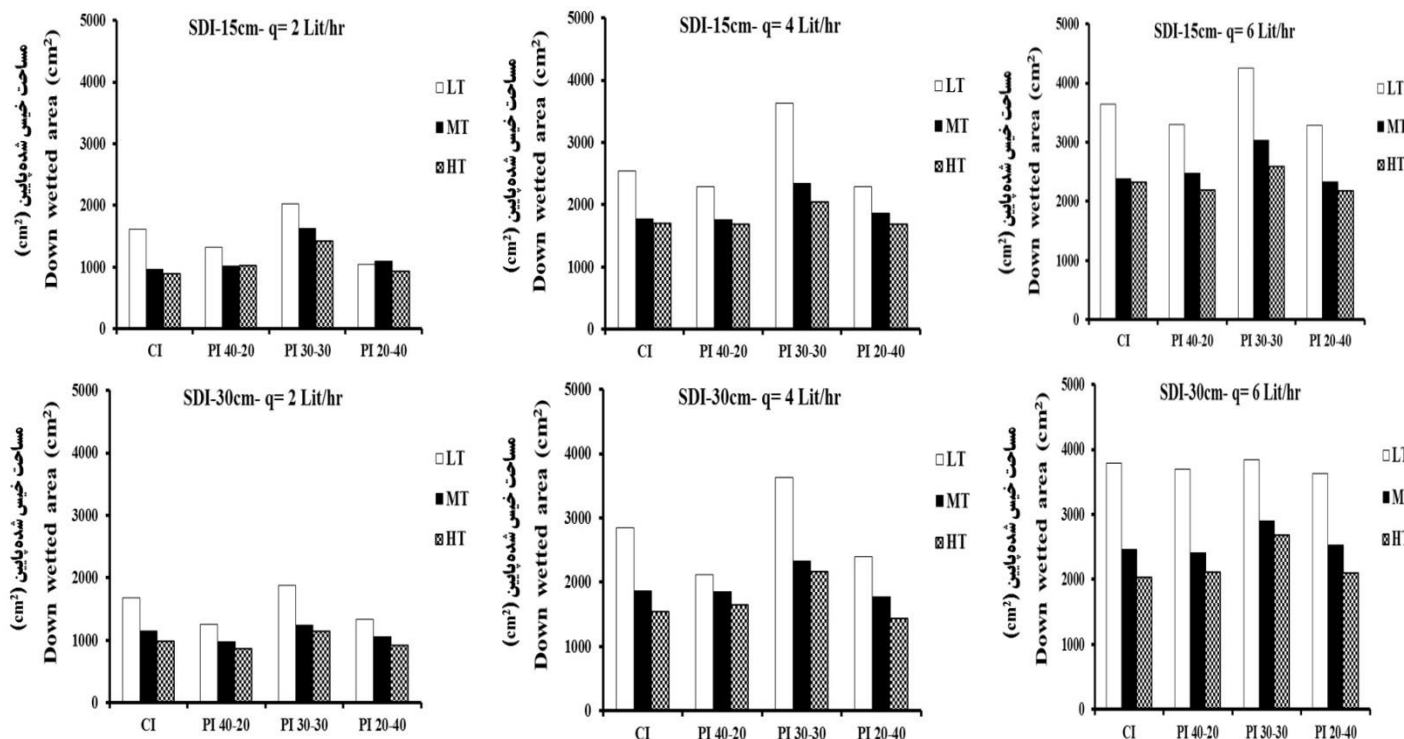 SDI-15cm- q= 2 Lit/hr
مساحت خیس شده پایین (cm²)
Down wetted area (cm²)
5000
4000
3000
2000
1000
0
CI PI 40-20 PI 30-30 PI 20-40
LT
MT
HT
SDI-15cm- q= 4 Lit/hr
مساحت خیس شده پایین (cm²)
Down wetted area (cm²)
5000
4000
3000
2000
1000
0
CI PI 40-20 PI 30-30 PI 20-40
LT
MT
HT
SDI-15cm- q= 6 Lit/hr
مساحت خیس شده پایین (cm²)
Down wetted area (cm²)
5000
4000
3000
2000
1000
0
CI PI 40-20 PI 30-30 PI 20-40
LT
MT
HT
SDI-30cm- q= 2 Lit/hr
مساحت خیس شده پایین (cm²)
Down wetted area (cm²)
5000
4000
3000
2000
1000
0
CI PI 40-20 PI 30-30 PI 20-40
LT
MT
HT
SDI-30cm- q= 4 Lit/hr
مساحت خیس شده پایین (cm²)
Down wetted area (cm²)
5000
4000
3000
2000
1000
0
CI PI 40-20 PI 30-30 PI 20-40
LT
MT
HT
SDI-30cm- q= 6 Lit/hr
مساحت خیس شده پایین (cm²)
Down wetted area (cm²)
5000
4000
3000
2000
1000
0
CI PI 40-20 PI 30-30 PI 20-40